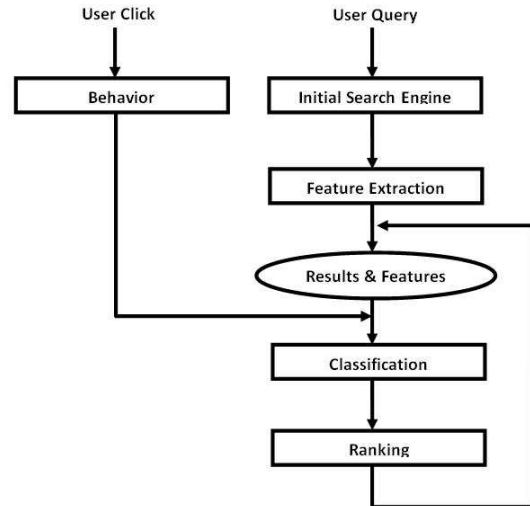 User Click
User Query
Behavior
Initial Search Engine
Feature Extraction
Results & Features
Classification
Ranking